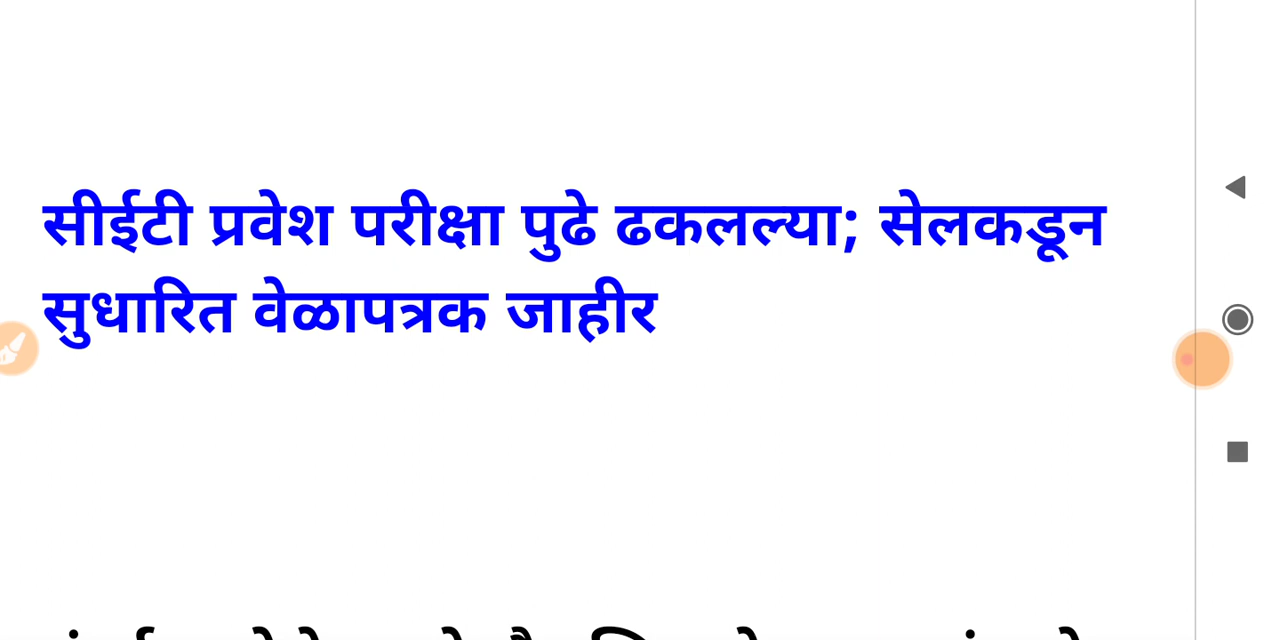 सीईटी प्रवेश परीक्षा पुढे ढकलल्या; सेलकडून
सुधारित वेळापत्रक जाहीर